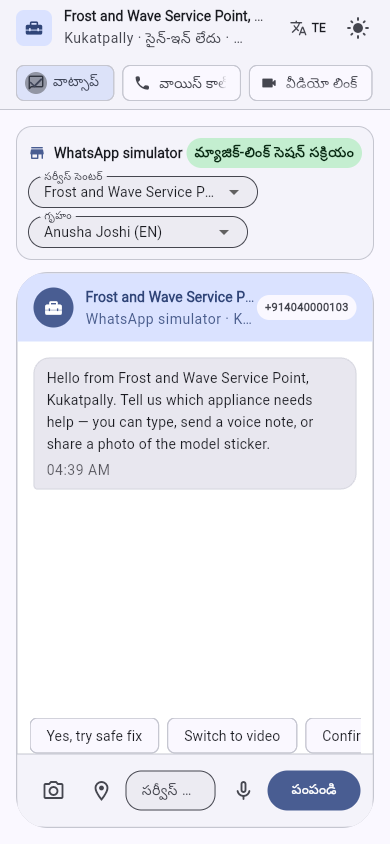 Frost and Wave Service Point, ...
Kukatpally · సైన్-ఇన్ లేదు · ...
TE
వాట్సాప్
వాయిస్ కాల్
వీడియో లింక్
WhatsApp simulator
మ్యాజిక్-లింక్ సెషన్ సక్రియం
సర్వీస్ సెంటర్
Frost and Wave Service P...
గృహం
Anusha Joshi (EN)
Frost and Wave Service P...
WhatsApp simulator · K...
+914040000103
Hello from Frost and Wave Service Point,
Kukatpally. Tell us which appliance needs
help — you can type, send a voice note, or
share a photo of the model sticker.
04:39 AM
Yes, try safe fix
Switch to video
సర్వీస్ ...
పంపండి